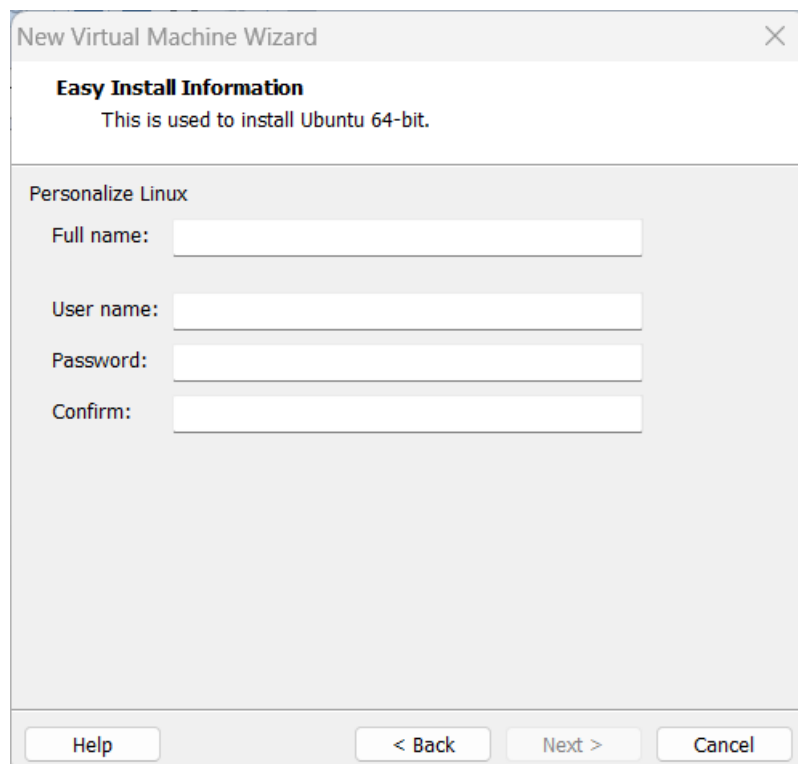 New Virtual Machine Wizard
Easy Install Information
This is used to install Ubuntu 64-bit.
Personalize Linux
Full name:
User name:
Password:
Confirm:
Help < Back Next > Cancel